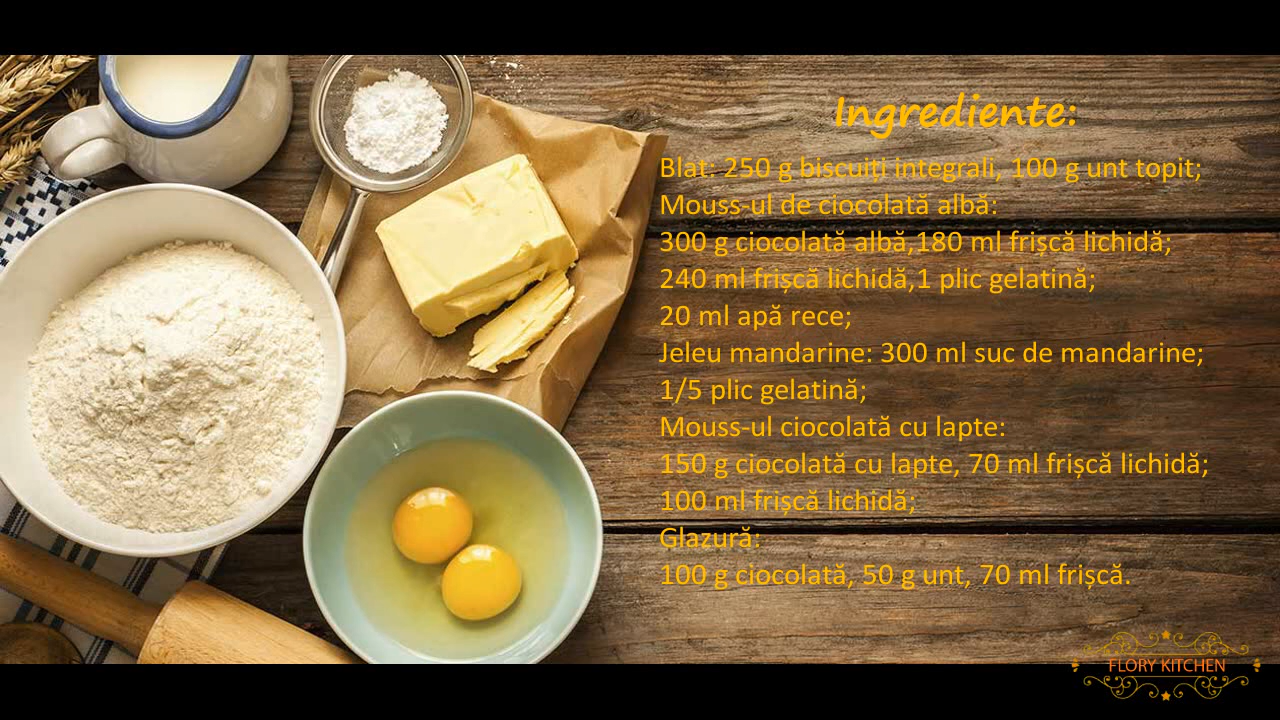 Ingrediente:
Blat: 250 g biscuiți integrali, 100 g unt topit;
Mouss-ul de ciocolată albă:
300 g ciocolată albă,180 ml frișcă lichidă;
240 ml frișcă lichidă,1 plic gelatină;
20 ml apă rece;
Jeleu mandarine: 300 ml suc de mandarine;
1/5 plic gelatină;
Mouss-ul ciocolată cu lapte:
150 g ciocolată cu lapte, 70 ml frișcă lichidă;
100 ml frișcă lichidă;
Glazură:
100 g ciocolată, 50 g unt, 70 ml frișcă.
FLORY KITCHEN